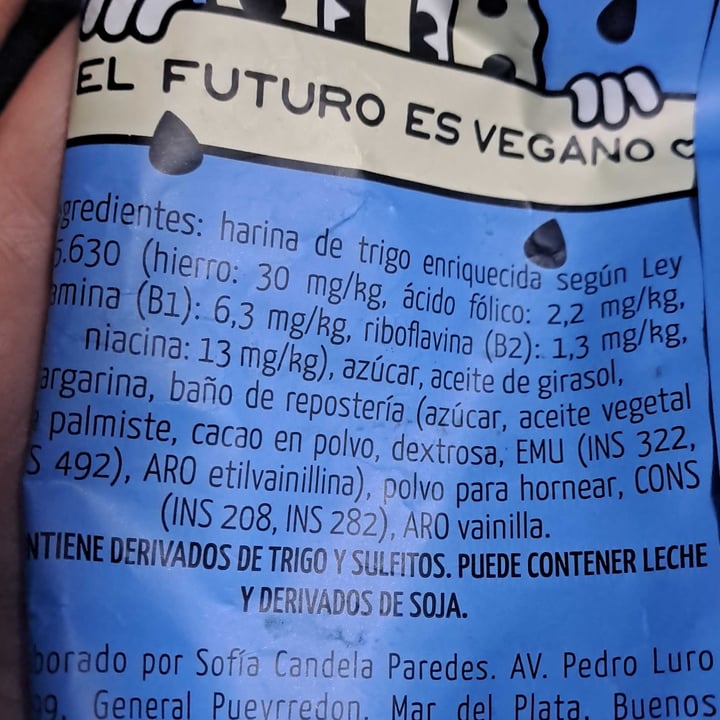 EL FUTURO ES VEGANO
gredientes: harina de trigo enriquecida según Ley
5.630 (hierro: 30 mg/kg, ácido fólico: 2,2 mg/kg,
amina (B1): 6,3 mg/kg, riboflavina (B2): 1,3 mg/kg,
niacina: 13 mg/kg), azúcar, aceite de girasol,
argarina, baño de repostería (azúcar, aceite vegetal
palmiste, cacao en polvo, dextrosa, EMU (INS 322,
S 492), ARO etilvainillina), polvo para hornear, CONS
(INS 208, INS 282), ARO vainilla.
NTIENE DERIVADOS DE TRIGO Y SULFITOS. PUEDE CONTENER LECHE
Y DERIVADOS DE SOJA.
borado por Sofía Candela Paredes. AV. Pedro Luro
99, General Pueyrredon, Mar del Plata, Buenos